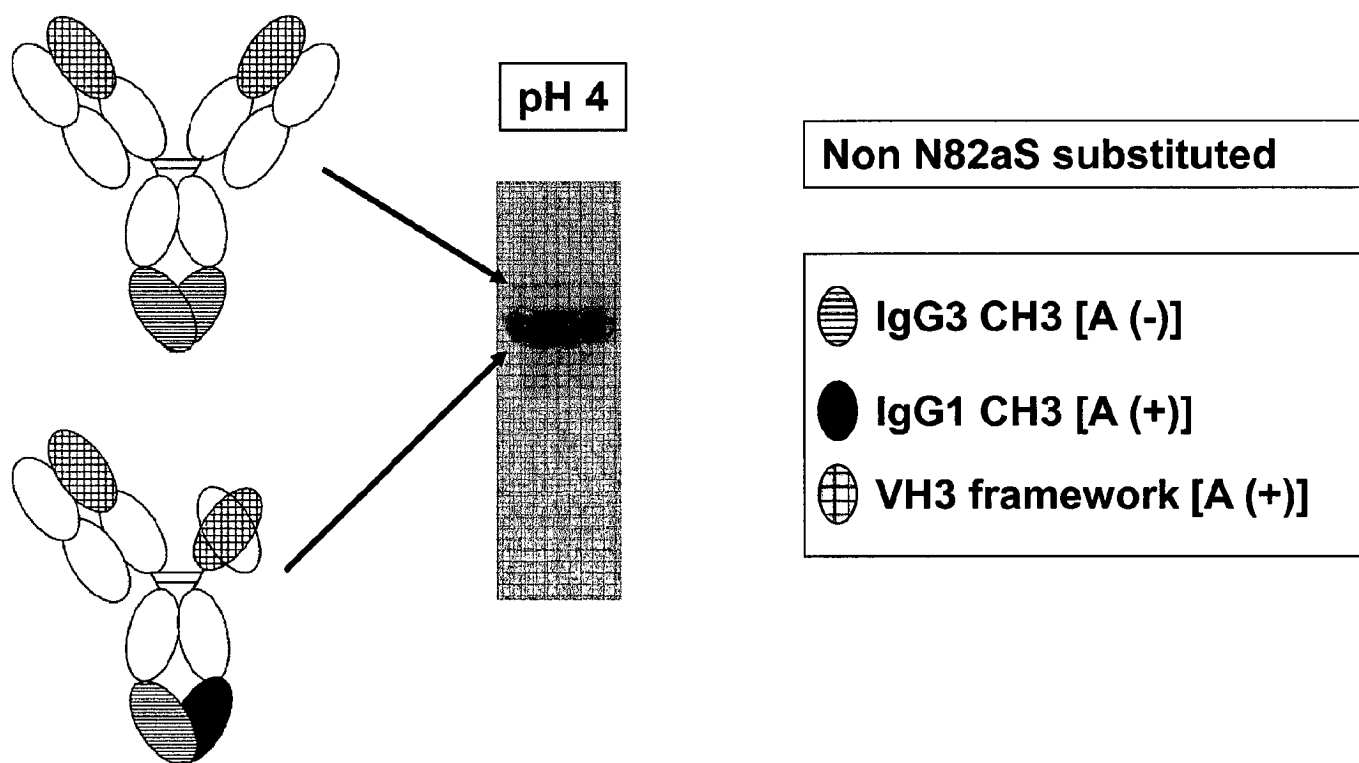 pH 4
Non N82aS substituted
IgG3 CH3 [A (-)]
IgG1 CH3 [A (+)]
VH3 framework [A (+)]